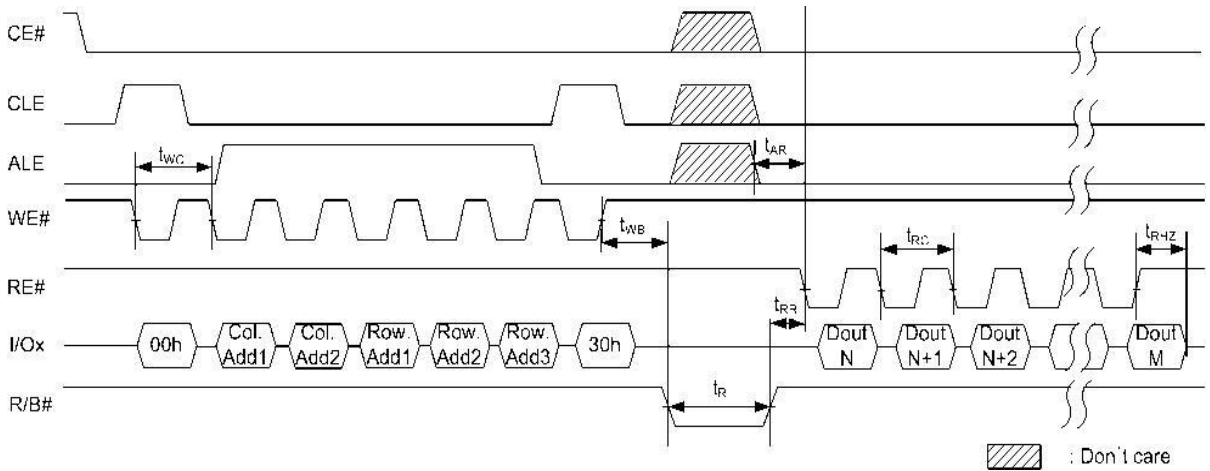 CE#
CLE
ALE
tWC
tAR
WE#
tWB
tRC
tRHZ
RE#
tRR
I/Ox
00h
Col. Add1
Col. Add2
Row. Add1
Row. Add2
Row. Add3
30h
Dout N
Dout N+1
Dout N+2
Dout M
R/B#
tR
: Don`t care